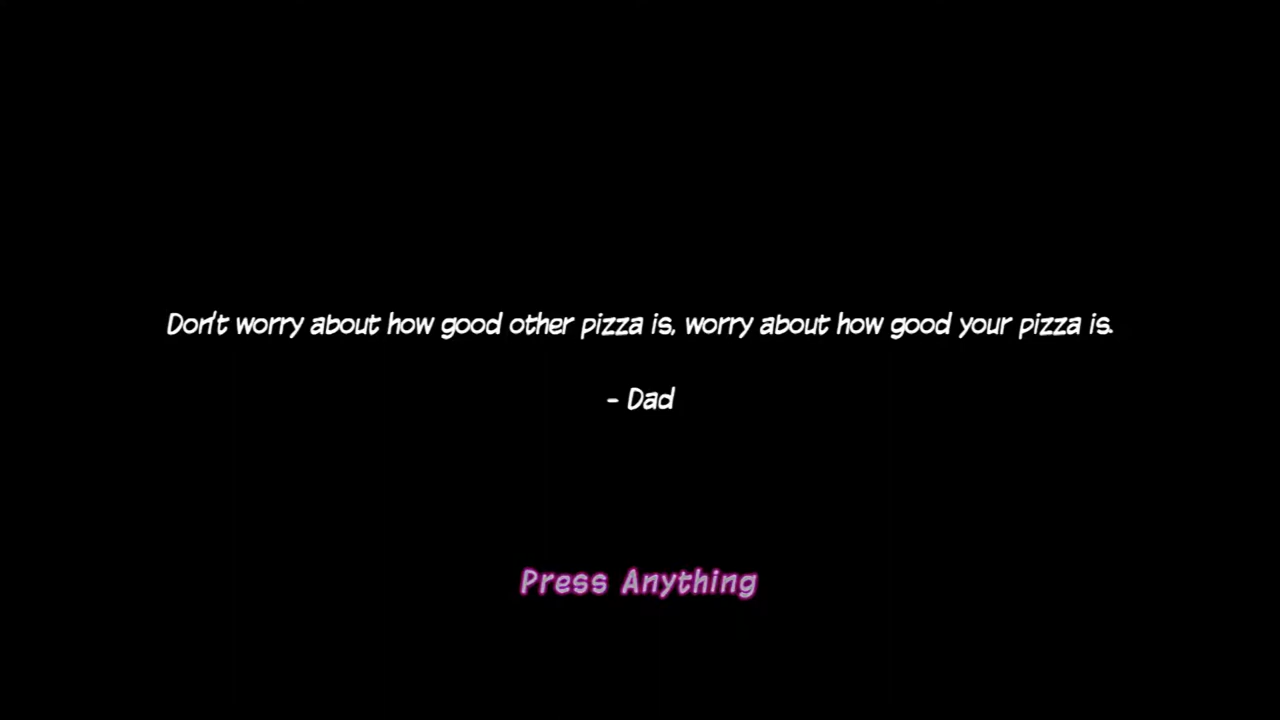 Don't worry about how good other pizza is, worry about how good your pizza is.
- Dad
Press Anything